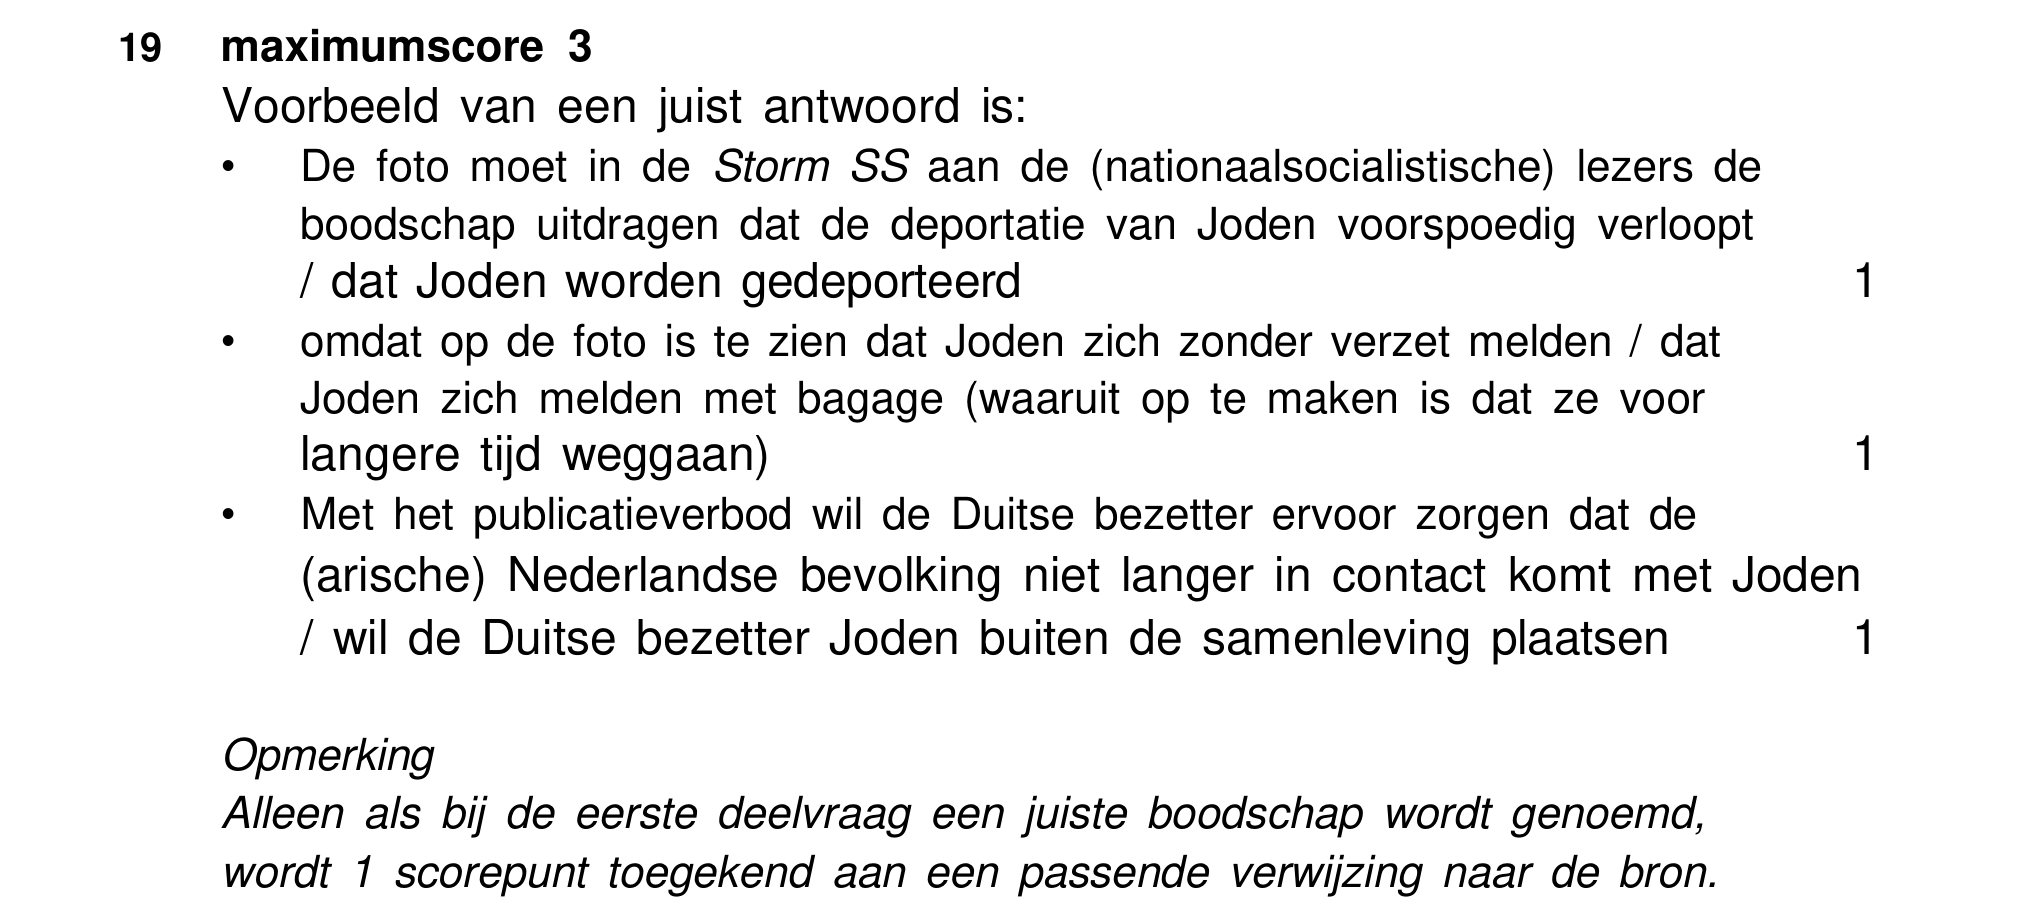 19 maximumscore 3
Voorbeeld van een juist antwoord is:
• De foto moet in de Storm SS aan de (nationaalsocialistische) lezers de
boodschap uitdragen dat de deportatie van Joden voorspoedig verloopt
/ dat Joden worden gedeporteerd 1
• omdat op de foto is te zien dat Joden zich zonder verzet melden / dat
Joden zich melden met bagage (waaruit op te maken is dat ze voor
langere tijd weggaan) 1
• Met het publicatieverbod wil de Duitse bezetter ervoor zorgen dat de
(arische) Nederlandse bevolking niet langer in contact komt met Joden
/ wil de Duitse bezetter Joden buiten de samenleving plaatsen 1
Opmerking
Alleen als bij de eerste deelvraag een juiste boodschap wordt genoemd,
wordt 1 scorepunt toegekend aan een passende verwijzing naar de bron.